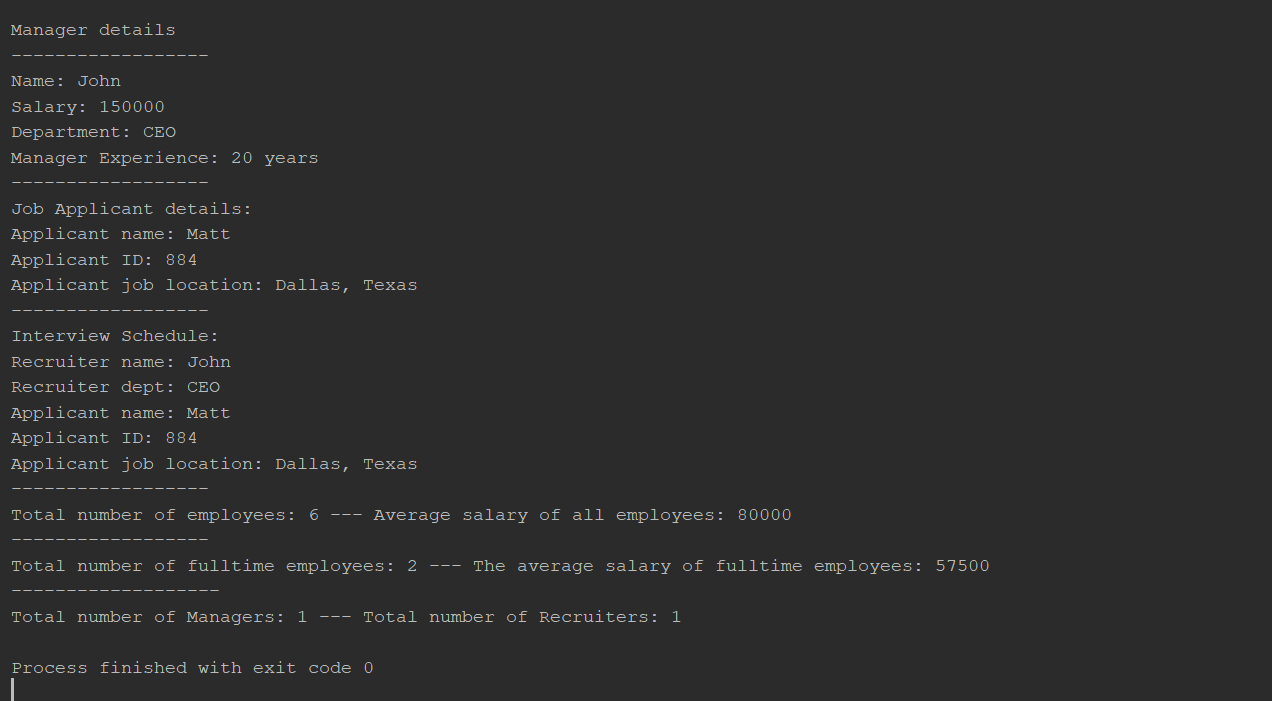 Manager details
------------------
Name: John
Salary: 150000
Department: CEO
Manager Experience: 20 years
------------------
Job Applicant details:
Applicant name: Matt
Applicant ID: 884
Applicant job location: Dallas, Texas
------------------
Interview Schedule:
Recruiter name: John
Recruiter dept: CEO
Applicant name: Matt
Applicant ID: 884
Applicant job location: Dallas, Texas
------------------
Total number of employees: 6 --- Average salary of all employees: 80000
------------------
Total number of fulltime employees: 2 --- The average salary of fulltime employees: 57500
-------------------
Total number of Managers: 1 --- Total number of Recruiters: 1
Process finished with exit code 0